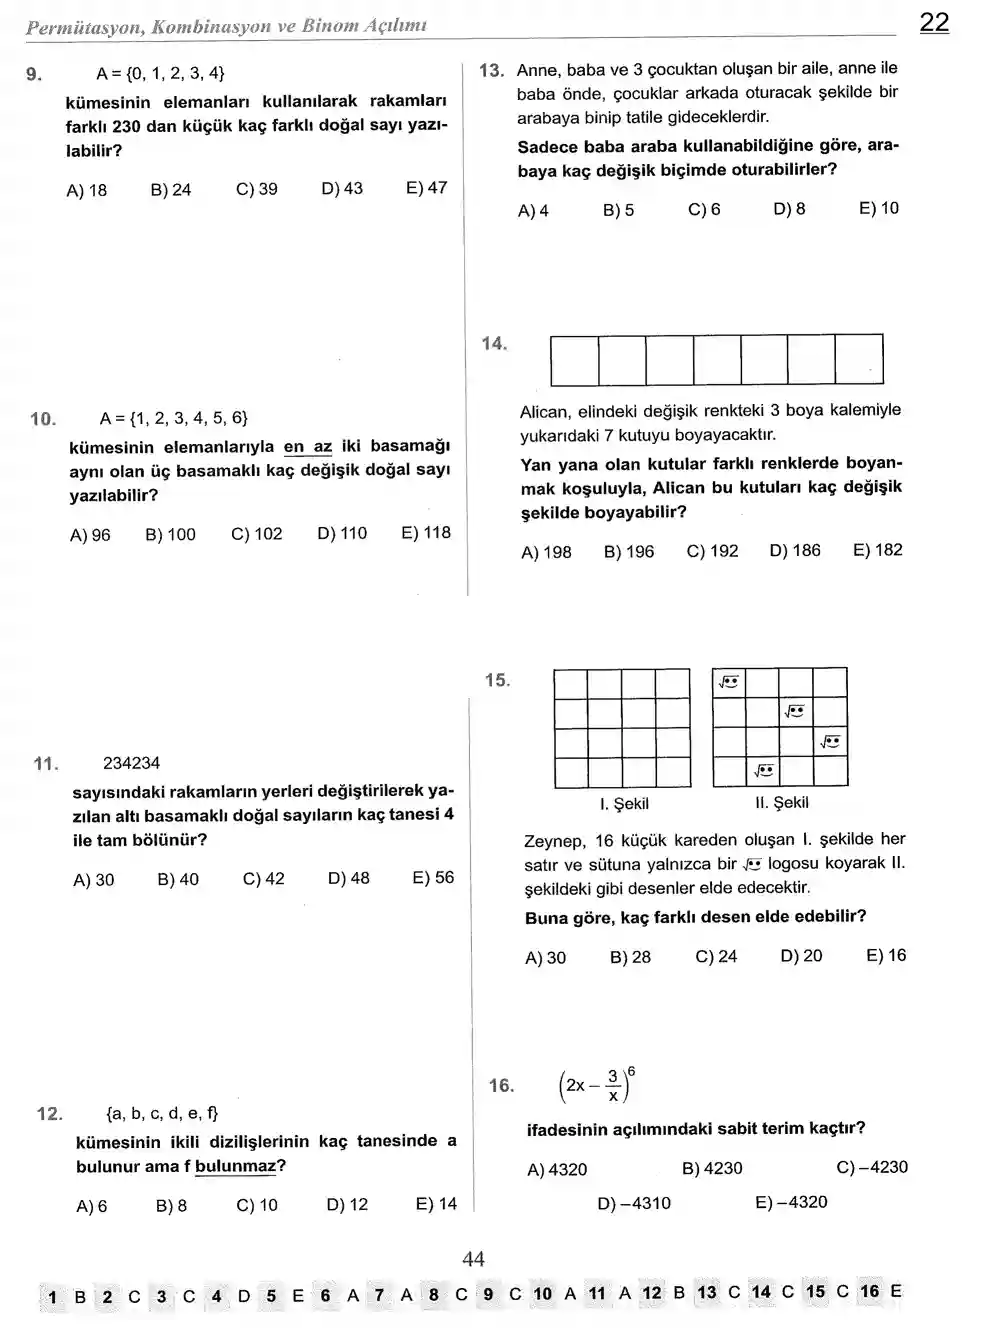 Permütasyon, Kombinasyon ve Binom Açılımı
22
9. A = {0, 1, 2, 3, 4}
kümesinin elemanları kullanılarak rakamları
farklı 230 dan küçük kaç farklı doğal sayı yazı-
labilir?
A) 18 B) 24 C) 39 D) 43 E) 47
10. A = {1, 2, 3, 4, 5, 6}
kümesinin elemanlarıyla en az iki basamağı
aynı olan üç basamaklı kaç değişik doğal sayı
yazılabilir?
A) 96 B) 100 C) 102 D) 110 E) 118
11. 234234
sayısındaki rakamların yerleri değiştirilerek ya-
zılan altı basamaklı doğal sayıların kaç tanesi 4
ile tam bölünür?
A) 30 B) 40 C) 42 D) 48 E) 56
12. {a, b, c, d, e, f}
kümesinin ikili dizilişlerinin kaç tanesinde a
bulunur ama f bulunmaz?
A) 6 B) 8 C) 10 D) 12 E) 14
13. Anne, baba ve 3 çocuktan oluşan bir aile, anne ile
baba önde, çocuklar arkada oturacak şekilde bir
arabaya binip tatile gideceklerdir.
Sadece baba araba kullanabildiğine göre, ara-
baya kaç değişik biçimde oturabilirler?
A) 4 B) 5 C) 6 D) 8 E) 10
14.
Alican, elindeki değişik renkteki 3 boya kalemiyle
yukarıdaki 7 kutuyu boyayacaktır.
Yan yana olan kutular farklı renklerde boyan-
mak koşuluyla, Alican bu kutuları kaç değişik
şekilde boyayabilir?
A) 198 B) 196 C) 192 D) 186 E) 182
15.
I. Şekil II. Şekil
Zeynep, 16 küçük kareden oluşan I. şekilde her
satır ve sütuna yalnızca bir logosu koyarak II.
şekildeki gibi desenler elde edecektir.
Buna göre, kaç farklı desen elde edebilir?
A) 30 B) 28 C) 24 D) 20 E) 16
16. (2x − 3/x)⁶
ifadesinin açılımındaki sabit terim kaçtır?
A) 4320 B) 4230 C) −4230
D) −4310 E) −4320
44
1 B 2 C 3 C 4 D 5 E 6 A 7 A 8 C 9 C 10 A 11 A 12 B 13 C 14 C 15 C 16 E